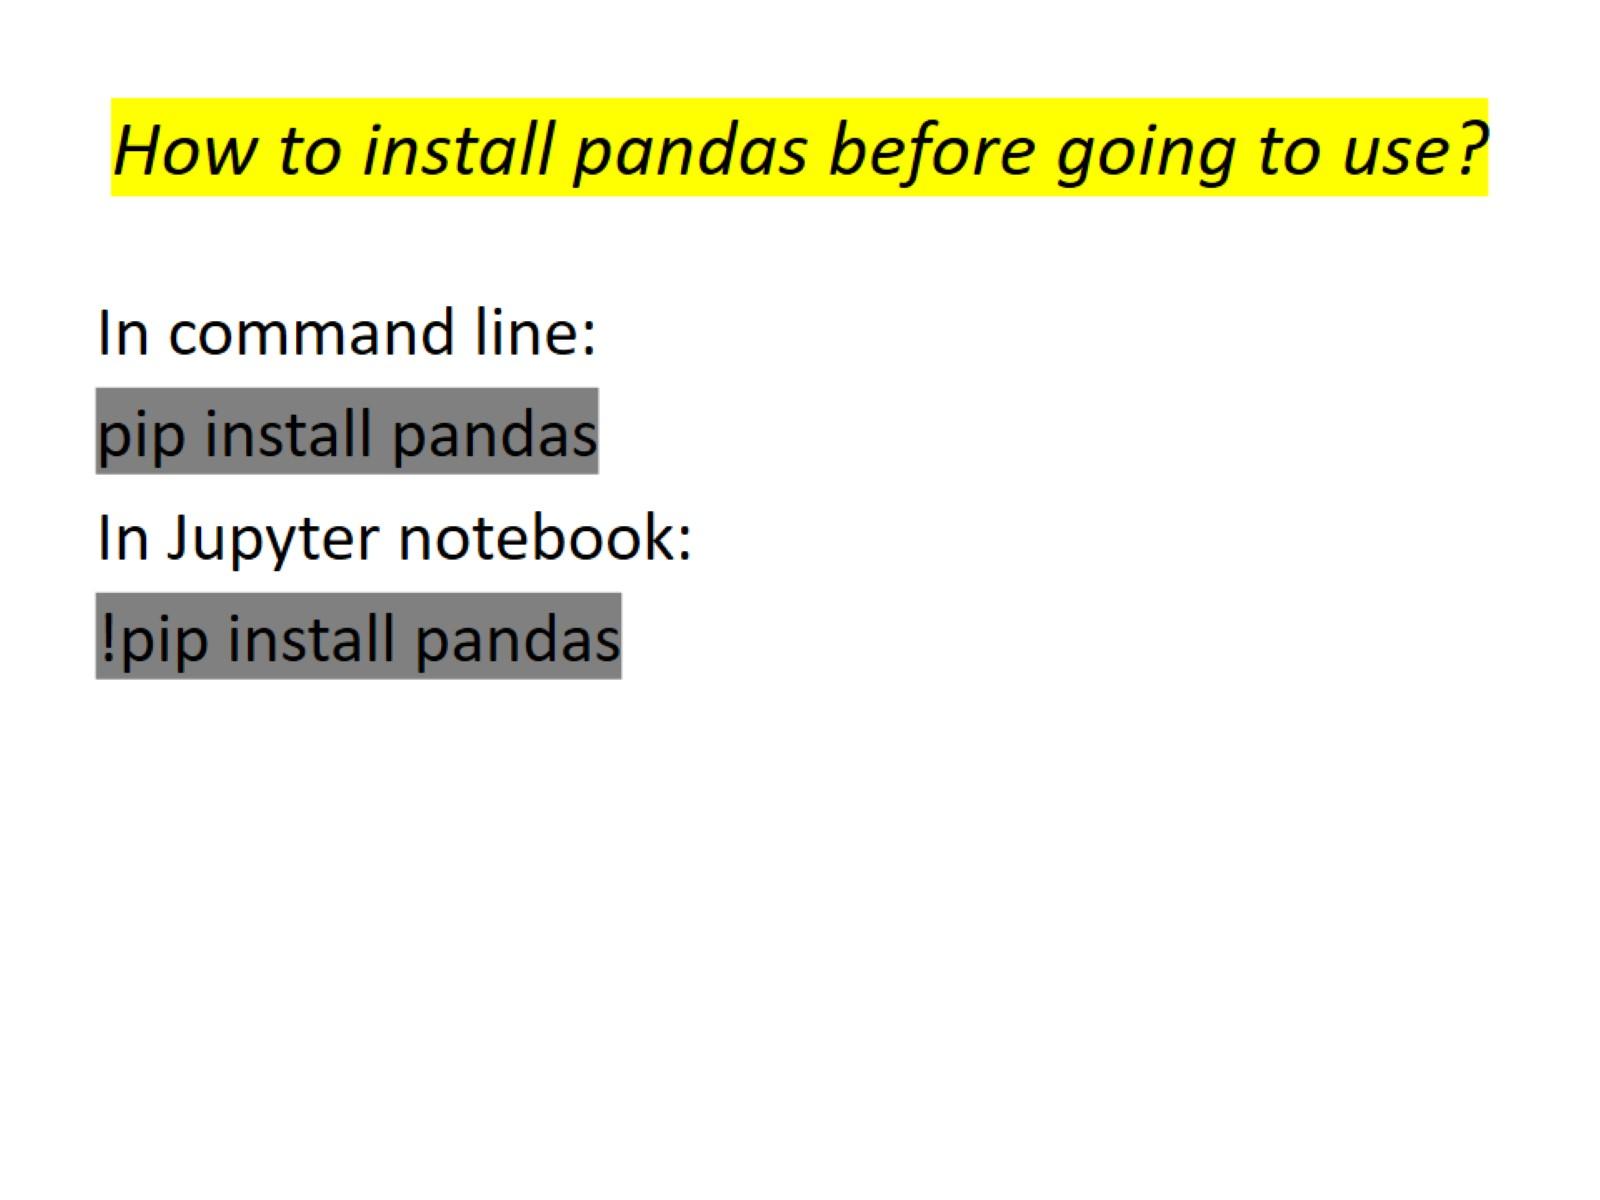 How to install pandas before going to use?
In command line:
pip install pandas
In Jupyter notebook:
!pip install pandas